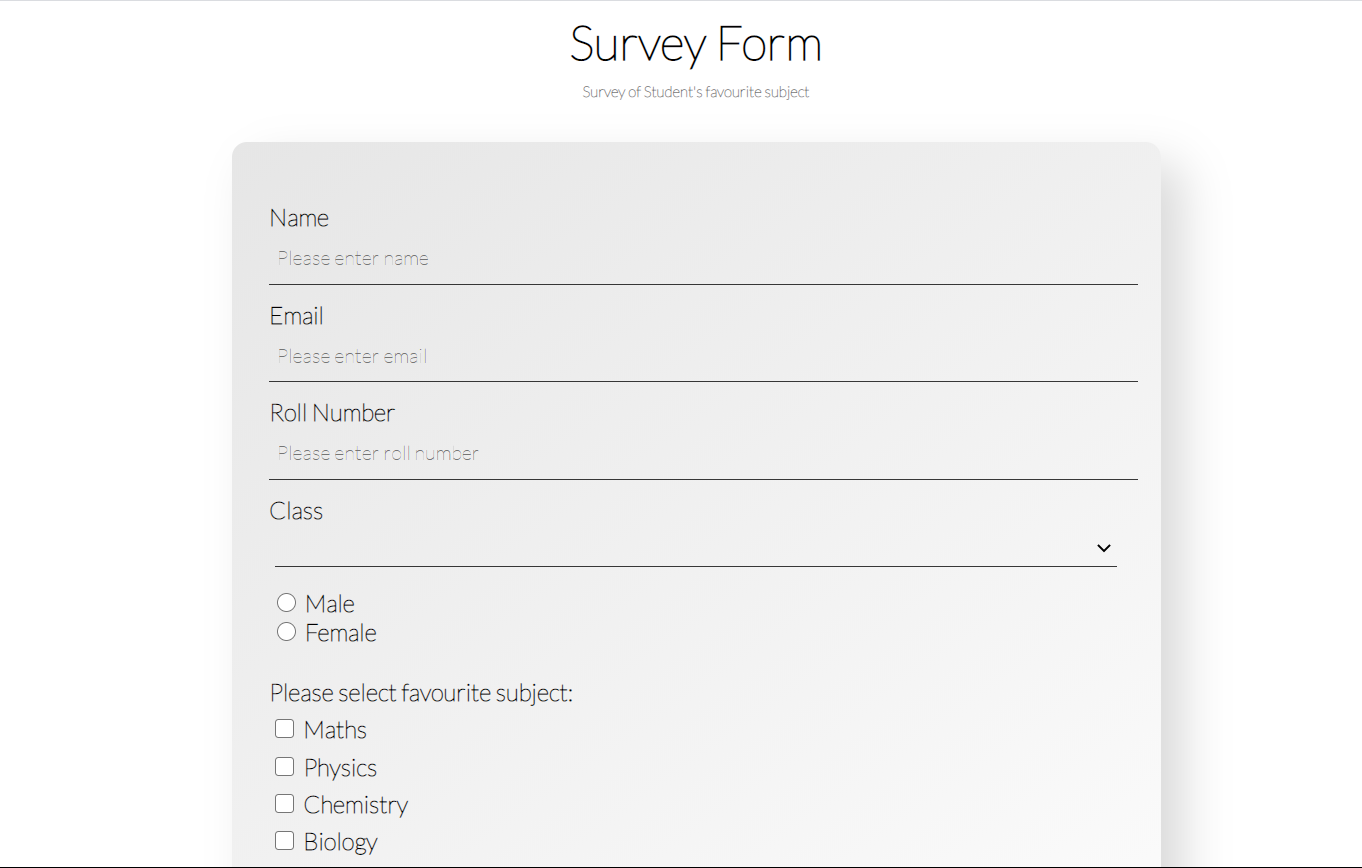 Survey Form
Survey of Student's favourite subject
Name
Please enter name
Email
Please enter email
Roll Number
Please enter roll number
Class
Male
Female
Please select favourite subject:
Maths
Physics
Chemistry
Biology